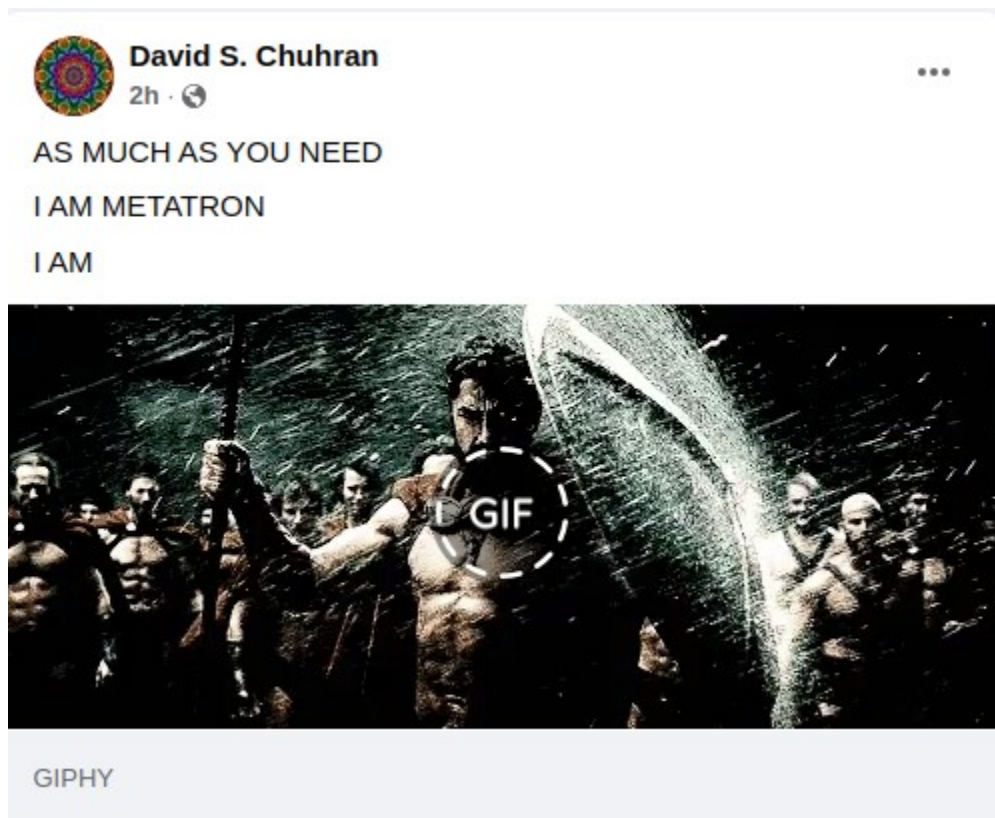 David S. Chuhran
2h ·
AS MUCH AS YOU NEED
I AM METATRON
I AM
GIF
GIPHY